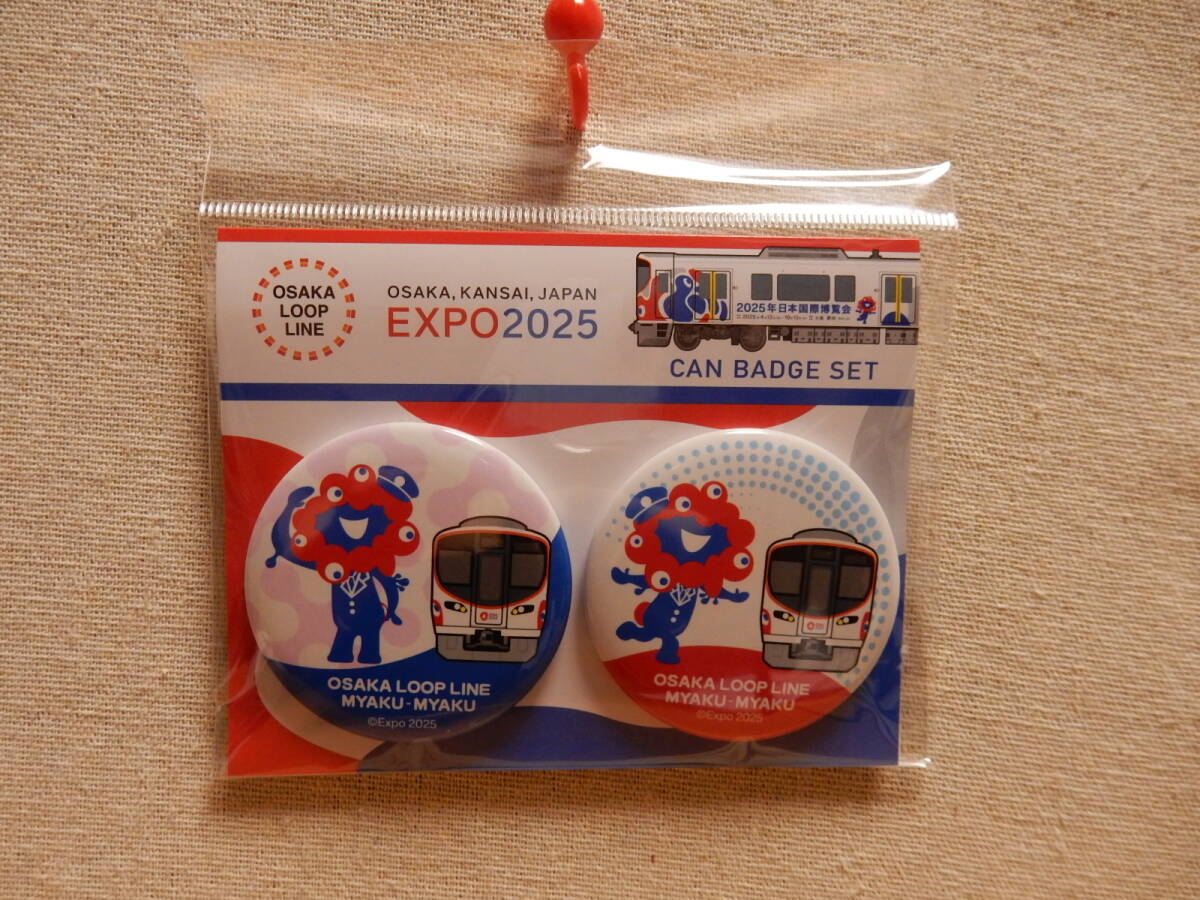 OSAKA
LOOP
LINE
OSAKA, KANSAI, JAPAN
EXPO2025
2025年日本国際博覧会
CAN BADGE SET
OSAKA LOOP LINE
MYAKU-MYAKU
©Expo 2025
OSAKA LOOP LINE
MYAKU-MYAKU
©Expo 2025